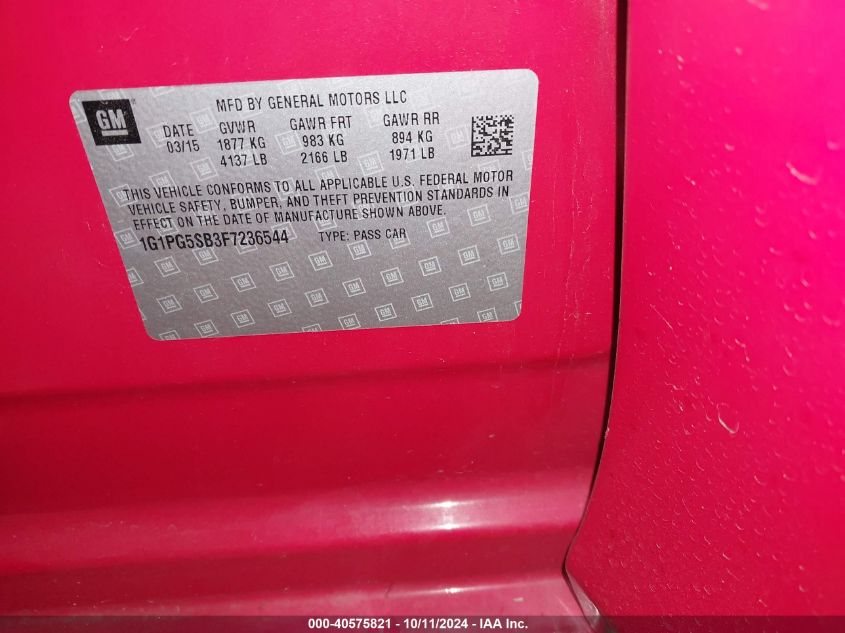 GM
MFD BY GENERAL MOTORS LLC
DATE GVWR GAWR FRT GAWR RR
03/15 1877 KG 983 KG 894 KG
4137 LB 2166 LB 1971 LB
THIS VEHICLE CONFORMS TO ALL APPLICABLE U.S. FEDERAL MOTOR
VEHICLE SAFETY, BUMPER, AND THEFT PREVENTION STANDARDS IN
EFFECT ON THE DATE OF MANUFACTURE SHOWN ABOVE.
1G1PG5SB3F7236544 TYPE: PASS CAR
000-40575821 - 10/11/2024 - IAA Inc.